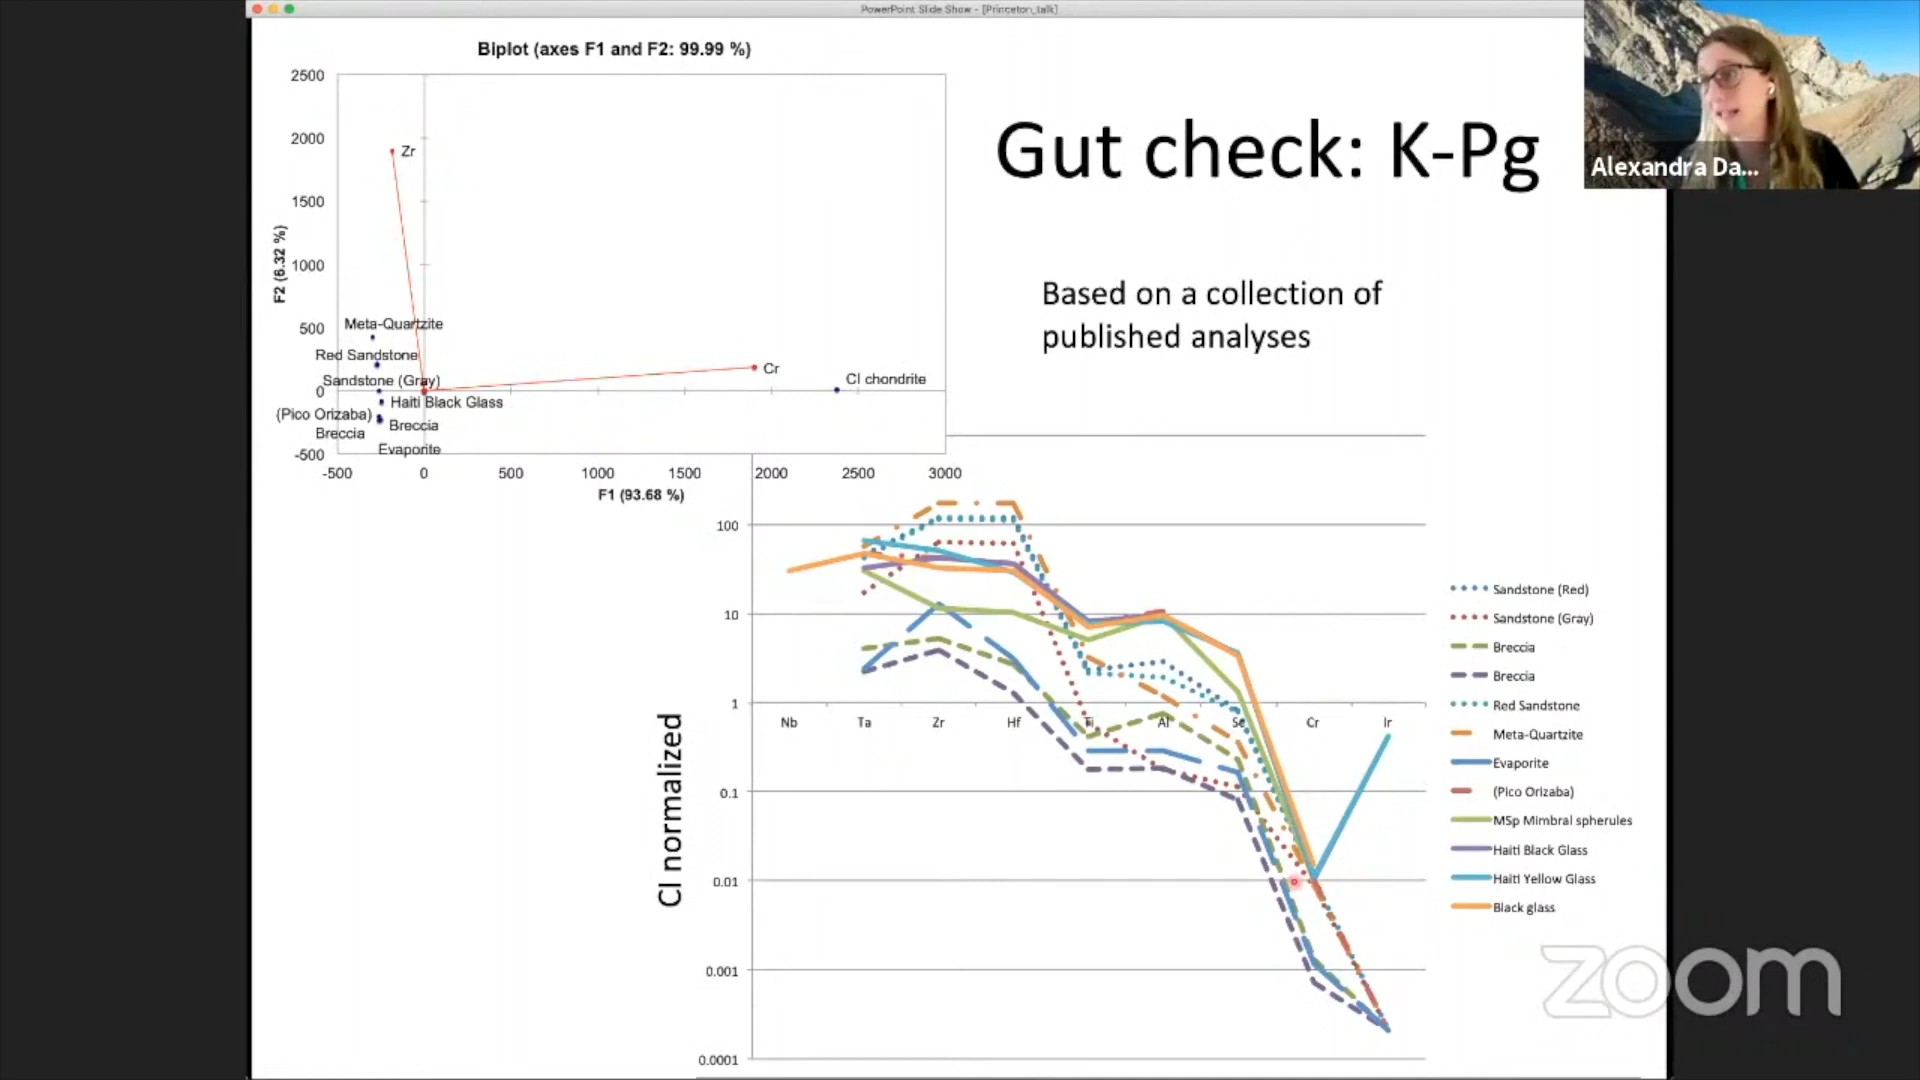 PowerPoint Slide Show - [Princeton_talk]
Biplot (axes F1 and F2: 99.99 %)
Gut check: K-Pg
Alexandra Da...
Based on a collection of
published analyses
F2 (6.32 %)
2500
2000
1500
1000
500
0
-500
Zr
Cr
CI chondrite
Meta-Quartzite
Red Sandstone
Sandstone (Gray)
Haiti Black Glass
(Pico Orizaba)
Breccia
Breccia
Evaporite
-500 0 500 1000 1500 2000 2500 3000
F1 (93.68 %)
CI normalized
100
10
1
0.1
0.01
0.001
0.0001
Nb Ta Zr Hf Ti Al Sc Cr Ir
Sandstone (Red)
Sandstone (Gray)
Breccia
Breccia
Red Sandstone
Meta-Quartzite
Evaporite
(Pico Orizaba)
MSp Mimbral spherules
Haiti Black Glass
Haiti Yellow Glass
Black glass
zoom